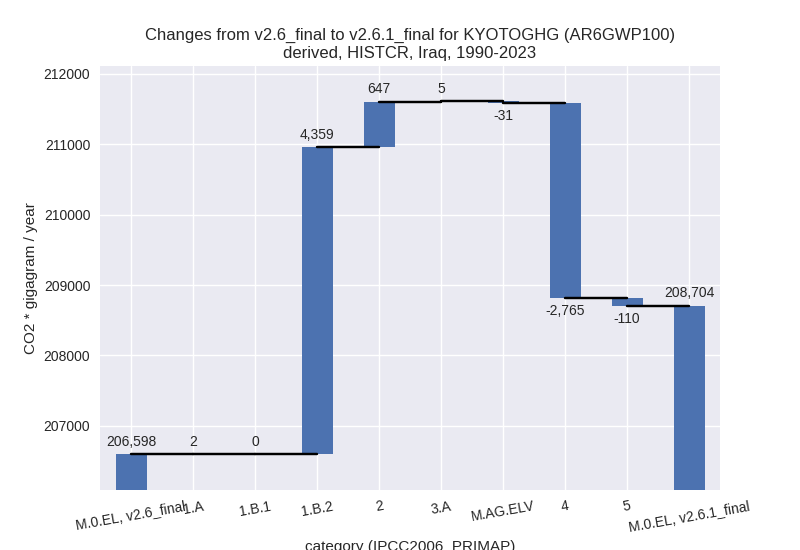 Changes from v2.6_final to v2.6.1_final for KYOTOGHG (AR6GWP100)
derived, HISTCR, Iraq, 1990-2023
CO2 * gigagram / year
212000
211000
210000
209000
208000
207000
206,598
2
0
4,359
647
5
-31
-2,765
-110
208,704
M.0.EL, v2.6_final
1.A
1.B.1
1.B.2
2
3.A
M.AG.ELV
4
5
M.0.EL, v2.6.1_final
category (IPCC2006_PRIMAP)